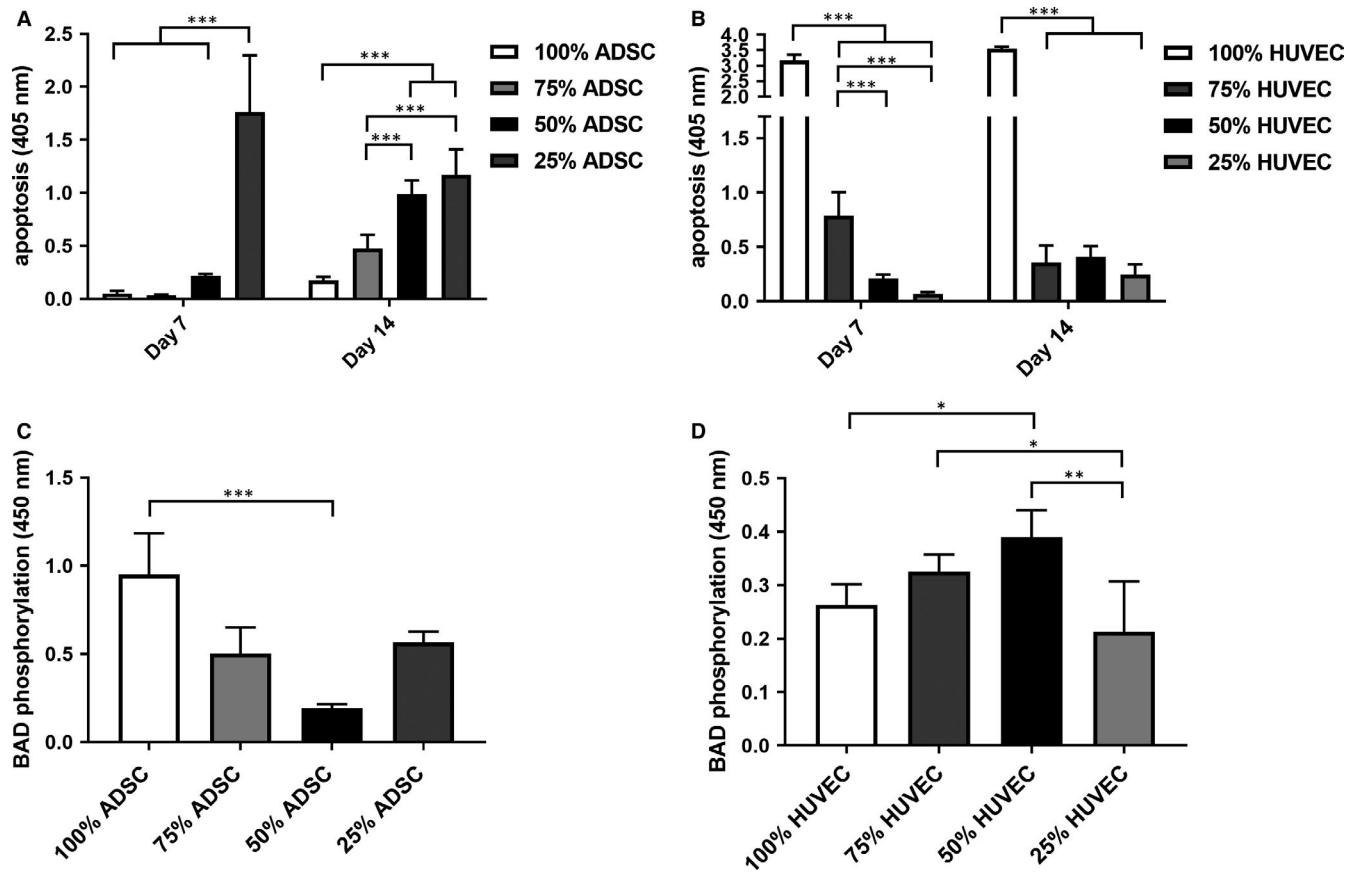 A
apoptosis (405 nm)
2.5
2.0
1.5
1.0
0.5
0.0
***
***
***
***
Day 7
Day 14
100% ADSC
75% ADSC
50% ADSC
25% ADSC
B
apoptosis (405 nm)
4.0
3.5
3.0
2.5
2.0
1.5
1.0
0.5
0.0
***
***
***
***
Day 7
Day 14
100% HUVEC
75% HUVEC
50% HUVEC
25% HUVEC
C
BAD phosphorylation (450 nm)
1.5
1.0
0.5
0.0
***
100% ADSC
75% ADSC
50% ADSC
25% ADSC
D
BAD phosphorylation (450 nm)
0.5
0.4
0.3
0.2
0.1
0.0
*
*
**
100% HUVEC
75% HUVEC
50% HUVEC
25% HUVEC